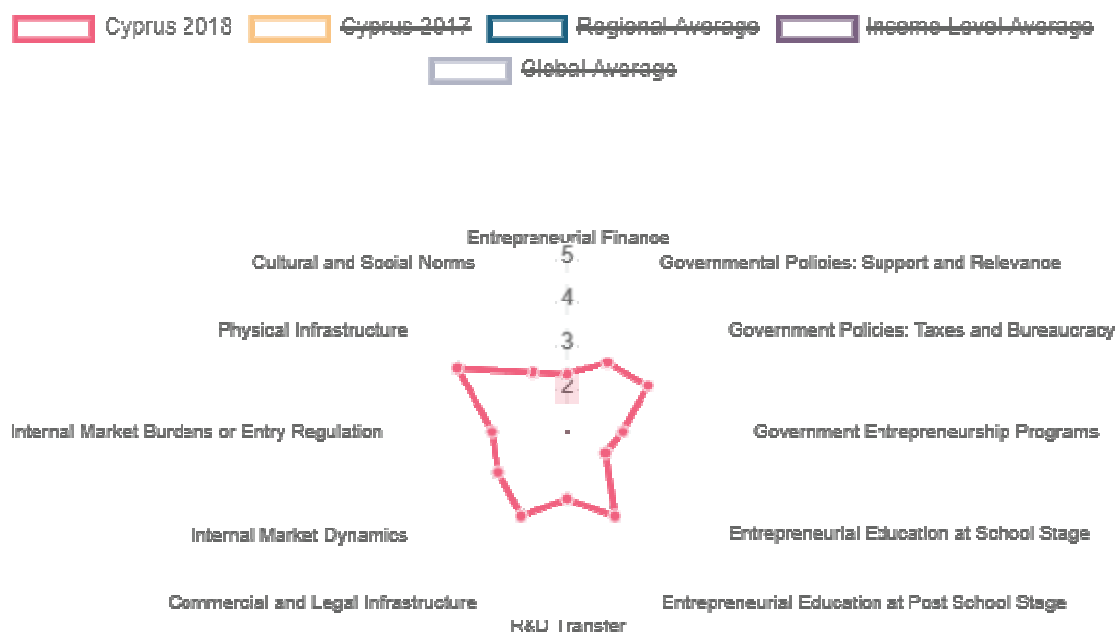 Cyprus 2018 Cyprus 2017 Regional Average Income Level Average
Global Average
Entrepreneurial Finance
Cultural and Social Norms 5 Governmental Policies: Support and Relevance
4
Physical Infrastructure 3 Government Policies: Taxes and Bureaucracy
2
Internal Market Burdens or Entry Regulation Government Entrepreneurship Programs
Internal Market Dynamics Entrepreneurial Education at School Stage
Commercial and Legal Infrastructure Entrepreneurial Education at Post School Stage
R&D Transfer